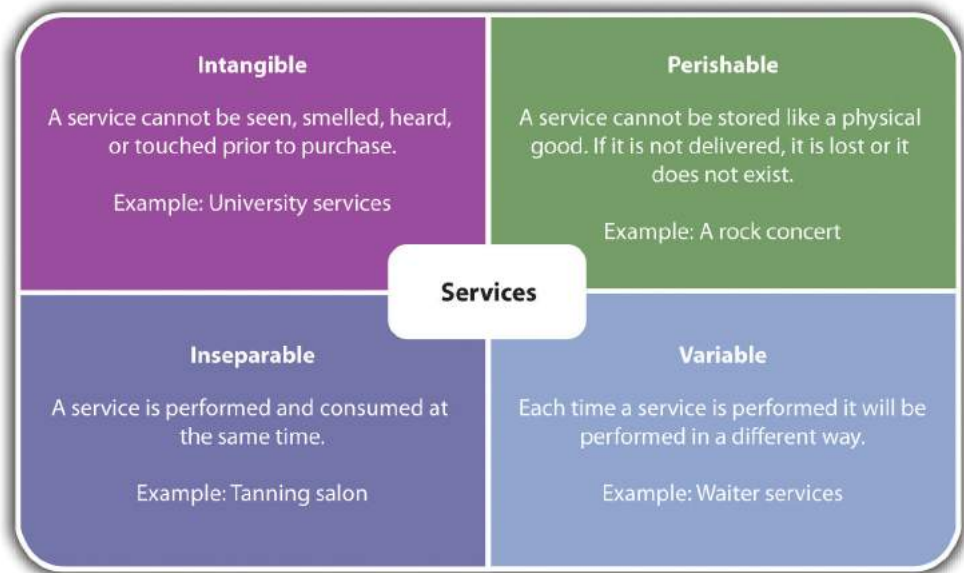 Intangible
A service cannot be seen, smelled, heard,
or touched prior to purchase.
Example: University services
Perishable
A service cannot be stored like a physical
good. If it is not delivered, it is lost or it
does not exist.
Example: A rock concert
Services
Inseparable
A service is performed and consumed at
the same time.
Example: Tanning salon
Variable
Each time a service is performed it will be
performed in a different way.
Example: Waiter services